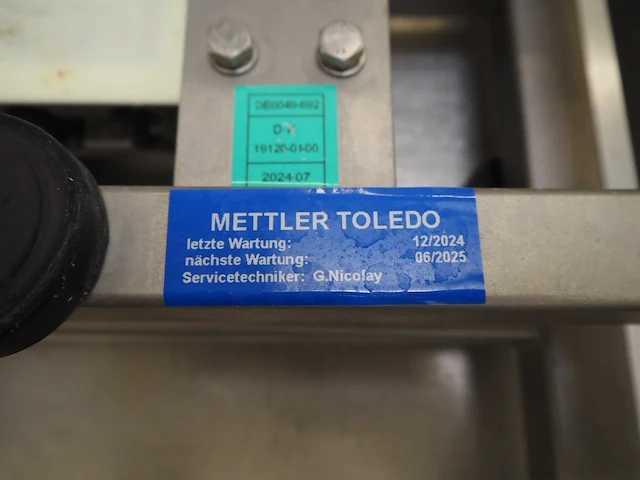 DE0049-692
D
19120-01-00
2024-07
METTLER TOLEDO
letzte Wartung: 12/2024
nächste Wartung: 06/2025
Servicetechniker: G.Nicolay